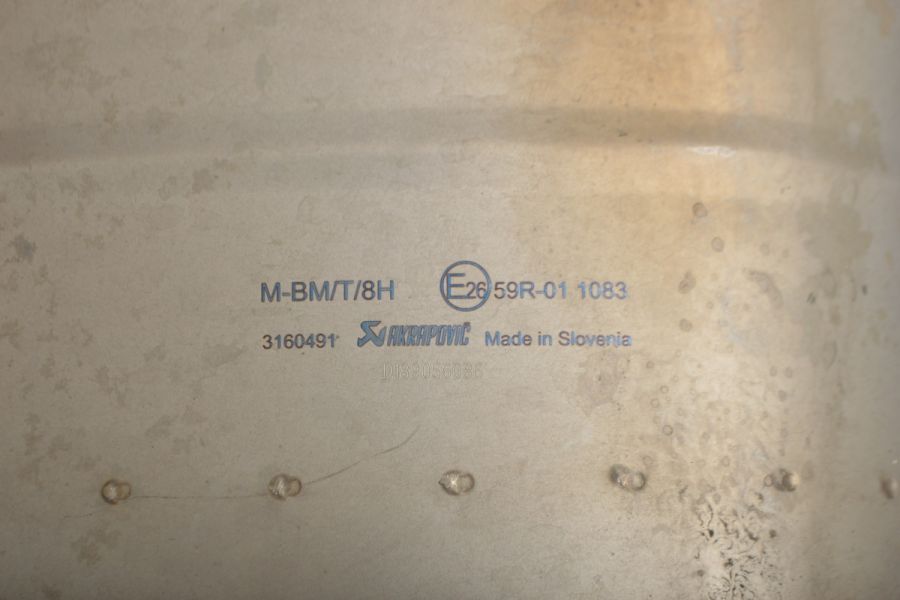 M-BM/T/8H E26/59R-01 1083
3160491 AKRAPOVIČ Made in Slovenia